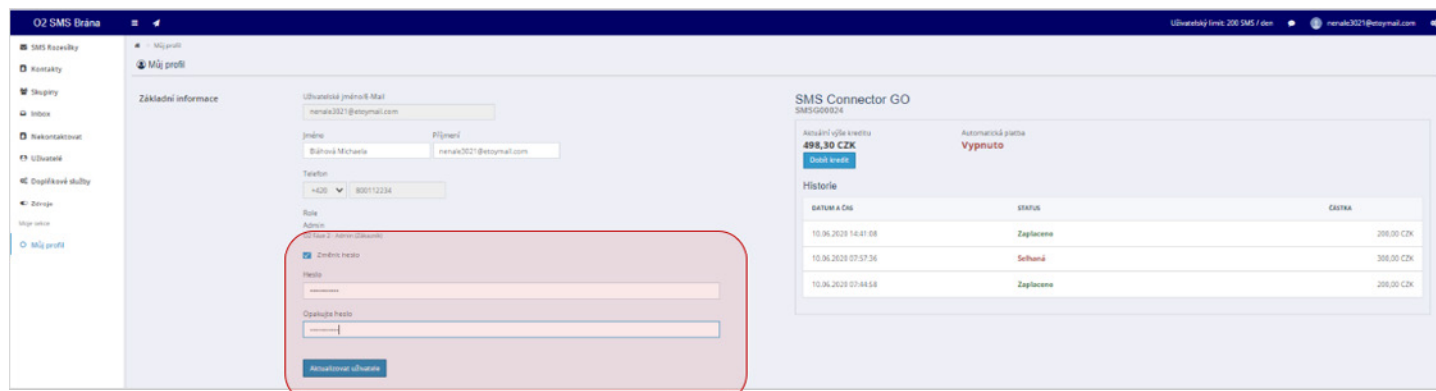 O2 SMS Brána
Uživatelský limit: 200 SMS / den
nenale3021@etoymail.com
SMS Rozesílky
Kontakty
Skupiny
Inbox
Nekontaktovat
Uživatelé
Doplňkové služby
Zdroje
Moje sekce
Můj profil
Můj profil
Můj profil
Základní informace
Uživatelské jméno/E-Mail
nenale3021@etoymail.com
Jméno
Příjmení
Bláhová Michaela
nenale3021@etoymail.com
Telefon
+420
800112234
Role
Admin
Změnit heslo
Heslo
Opakujte heslo
Aktualizovat uživatele
SMS Connector GO
SMSG00024
Aktuální výše kreditu
Automatická platba
498,30 CZK
Vypnuto
Dobít kredit
Historie
DATUM A ČAS
STATUS
ČÁSTKA
10.06.2020 14:41:08
Zaplaceno
200,00 CZK
10.06.2020 07:57:36
Selhaná
300,00 CZK
10.06.2020 07:44:58
Zaplaceno
200,00 CZK